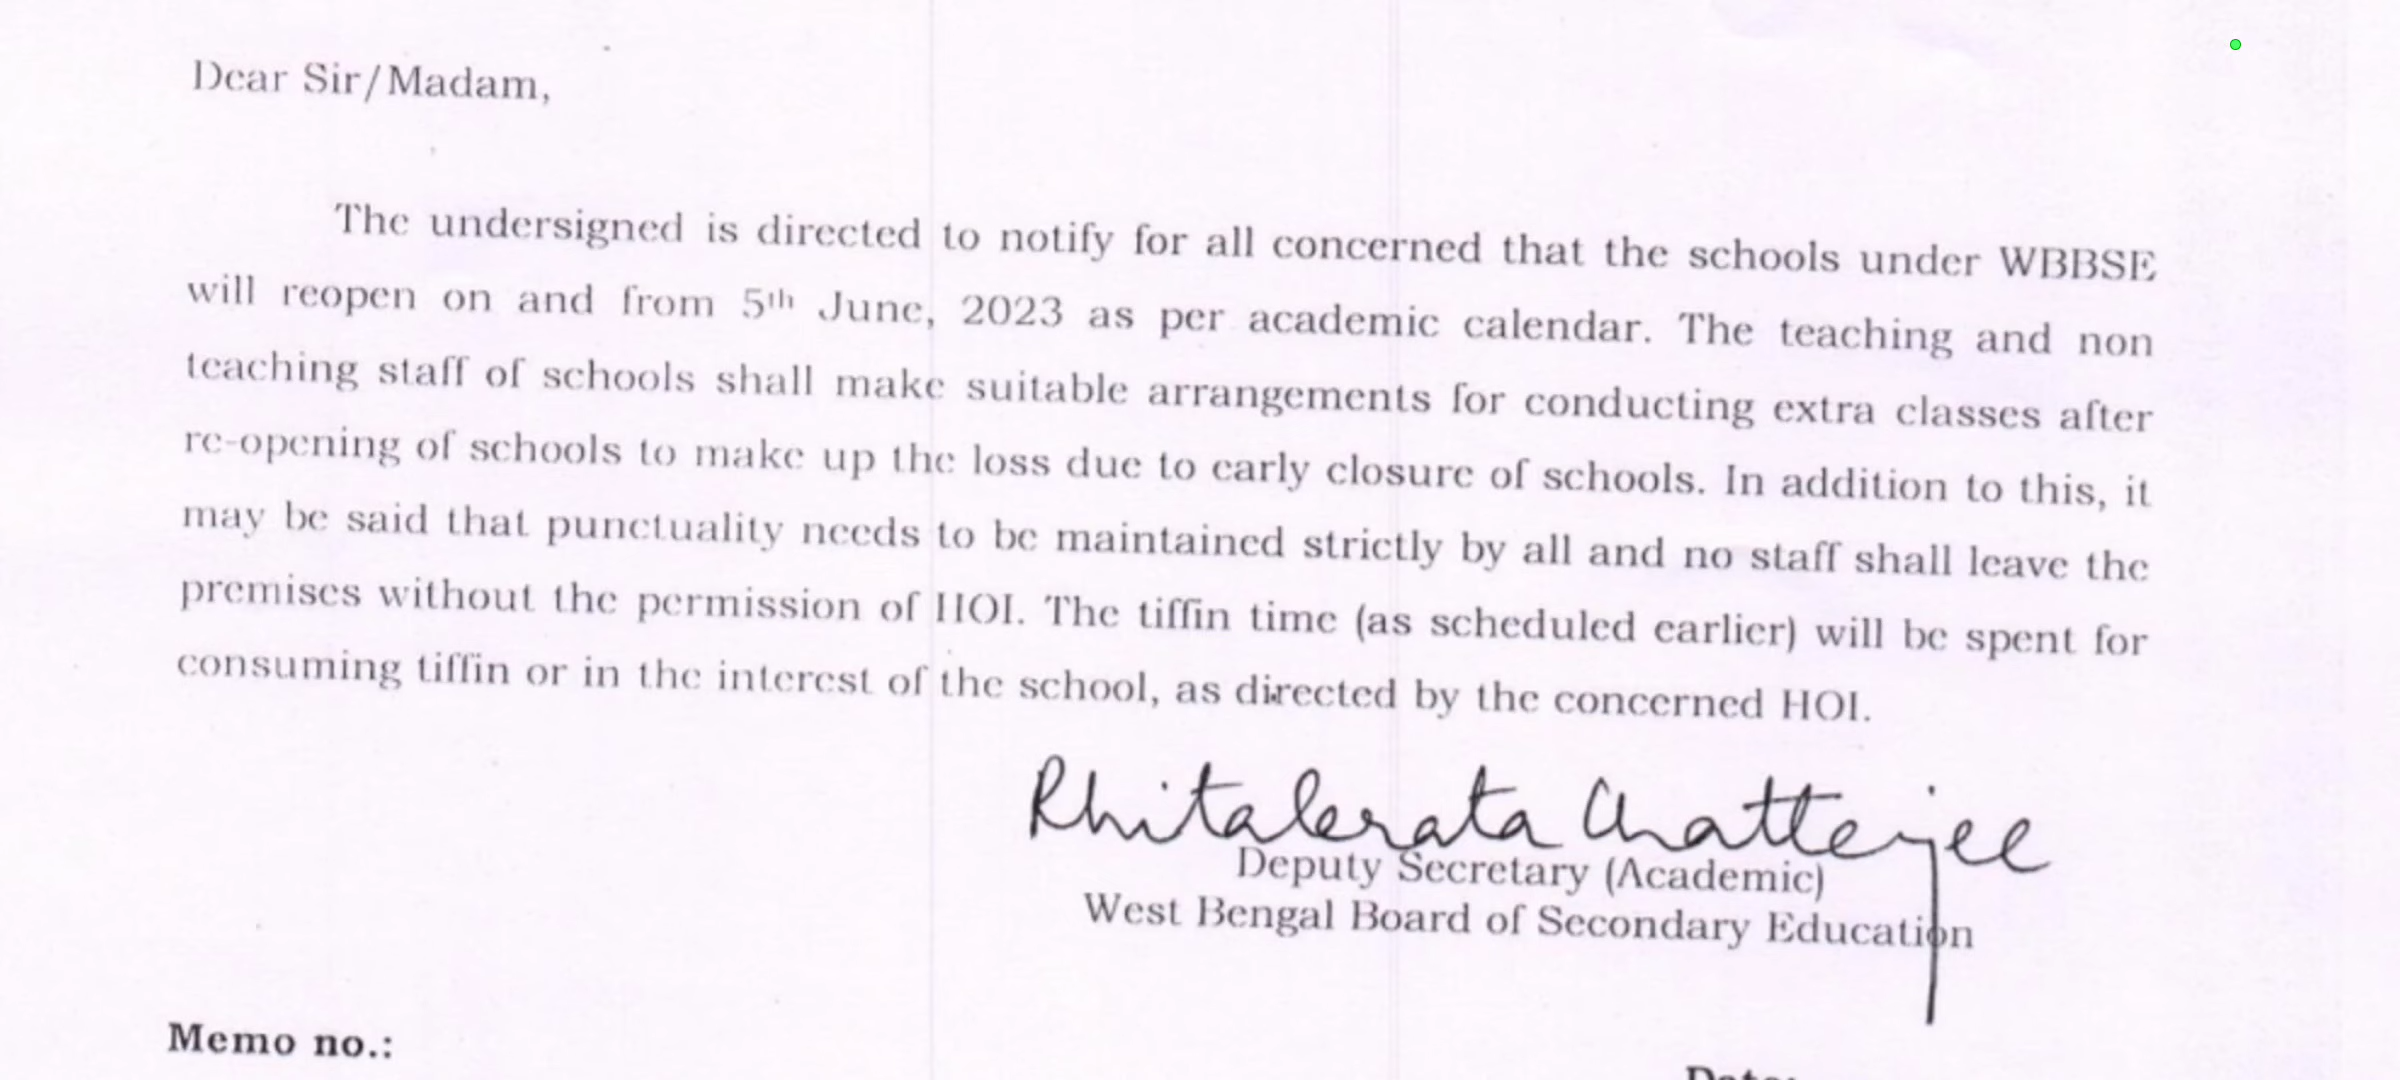 Dear Sir/Madam,
The undersigned is directed to notify for all concerned that the schools under WBBSE
will reopen on and from 5th June, 2023 as per academic calendar. The teaching and non
teaching staff of schools shall make suitable arrangements for conducting extra classes after
re-opening of schools to make up the loss due to early closure of schools. In addition to this, it
may be said that punctuality needs to be maintained strictly by all and no staff shall leave the
premises without the permission of HOI. The tiffin time (as scheduled earlier) will be spent for
consuming tiffin or in the interest of the school, as directed by the concerned HOI.
Chatterjee
Deputy Secretary (Academic)
West Bengal Board of Secondary Education
Memo no.:
Date: